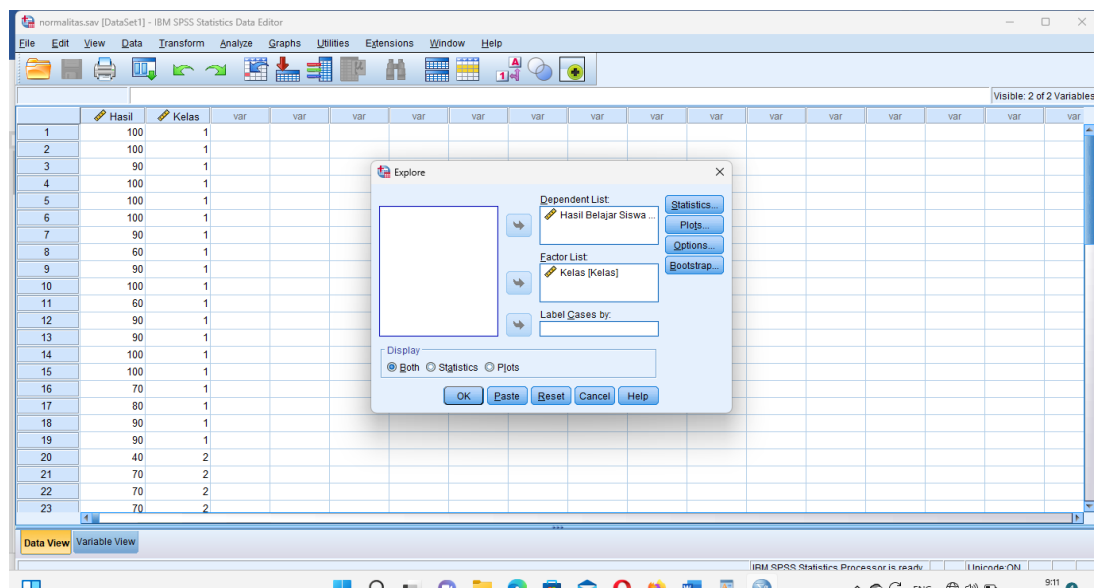 normalitas.sav [DataSet1] - IBM SPSS Statistics Data Editor
File Edit View Data Transform Analyze Graphs Utilities Extensions Window Help
Visible: 2 of 2 Variables
Hasil Kelas var var var var var var var var var var var var var var var
1 100 1
2 100 1
3 90 1
4 100 1
5 100 1
6 100 1
7 90 1
8 60 1
9 90 1
10 100 1
11 60 1
12 90 1
13 90 1
14 100 1
15 100 1
16 70 1
17 80 1
18 90 1
19 90 1
20 40 2
21 70 2
22 70 2
23 70 2
Explore
Dependent List:
Hasil Belajar Siswa ...
Factor List:
Kelas [Kelas]
Label Cases by:
Statistics...
Plots...
Options...
Bootstrap...
Display
Both Statistics Plots
OK Paste Reset Cancel Help
Data View Variable View
IBM SPSS Statistics Processor is ready Unicode:ON
ENG 9:11